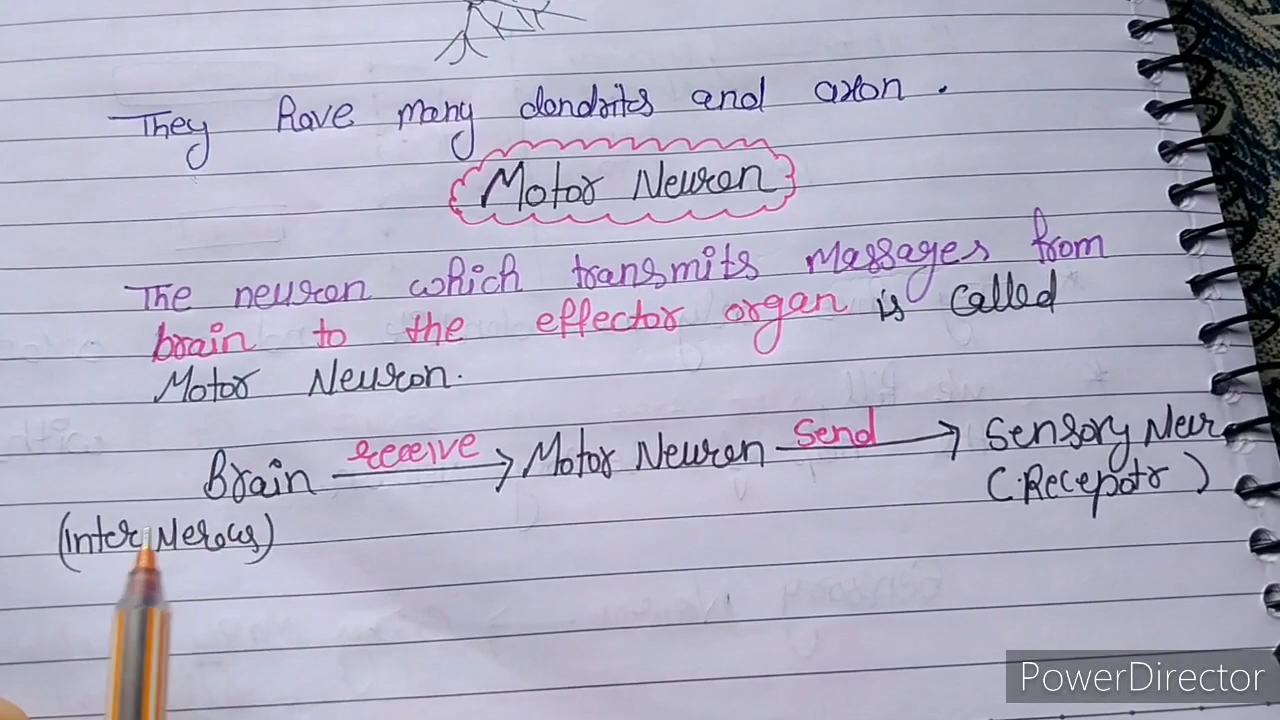 They have many dendrites and axon.
Motor Neuron
The neuron which transmits massages from
brain to the effector organ is called
Motor Neuron.
Brain receive Motor Neuron Send Sensory Neur
(Inter Nerous) (Recepotr)
PowerDirector